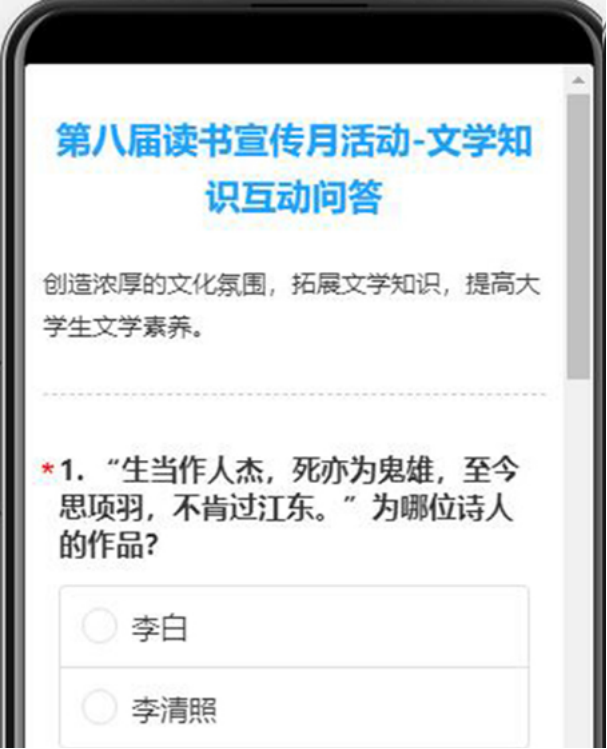 第八届读书宣传月活动-文学知
识互动问答
创造浓厚的文化氛围，拓展文学知识，提高大
学生文学素养。
*1. “生当作人杰，死亦为鬼雄，至今
思项羽，不肯过江东。”为哪位诗人
的作品?
李白
李清照